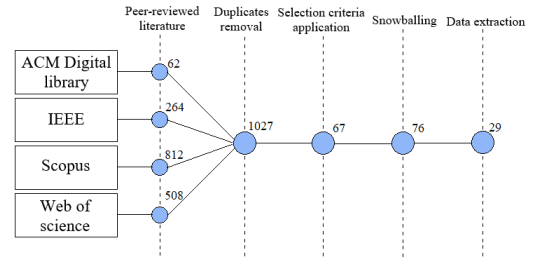 Peer-reviewed
literature
Duplicates
removal
Selection criteria
application
Snowballing
Data extraction
ACM Digital
library
62
IEEE
264
Scopus
812
Web of
science
508
1027
67
76
29